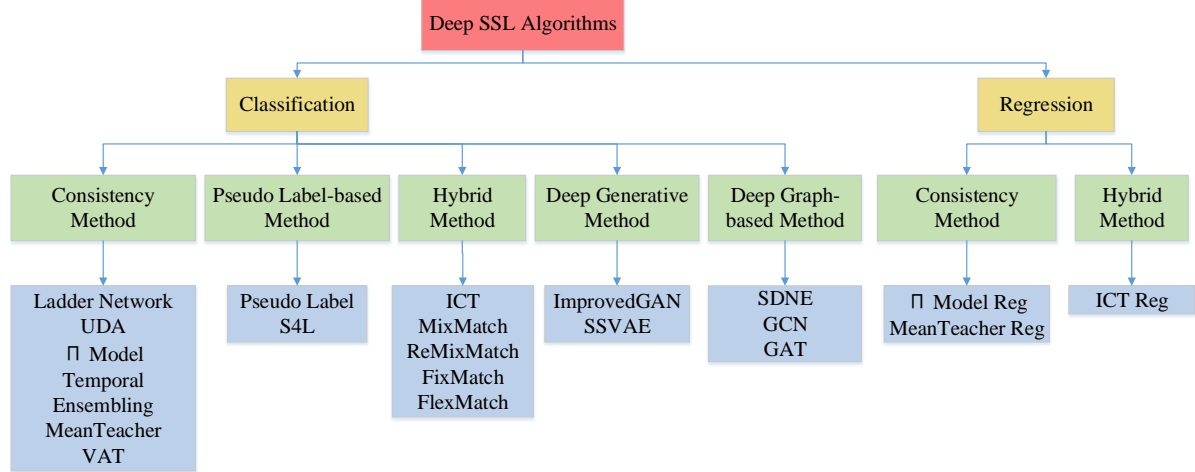 Deep SSL Algorithms
Classification
Regression
Consistency
Method
Pseudo Label-based
Method
Hybrid
Method
Deep Generative
Method
Deep Graph-
based Method
Consistency
Method
Hybrid
Method
Ladder Network
UDA
Π Model
Temporal
Ensembling
MeanTeacher
VAT
Pseudo Label
S4L
ICT
MixMatch
ReMixMatch
FixMatch
FlexMatch
ImprovedGAN
SSVAE
SDNE
GCN
GAT
Π Model Reg
MeanTeacher Reg
ICT Reg